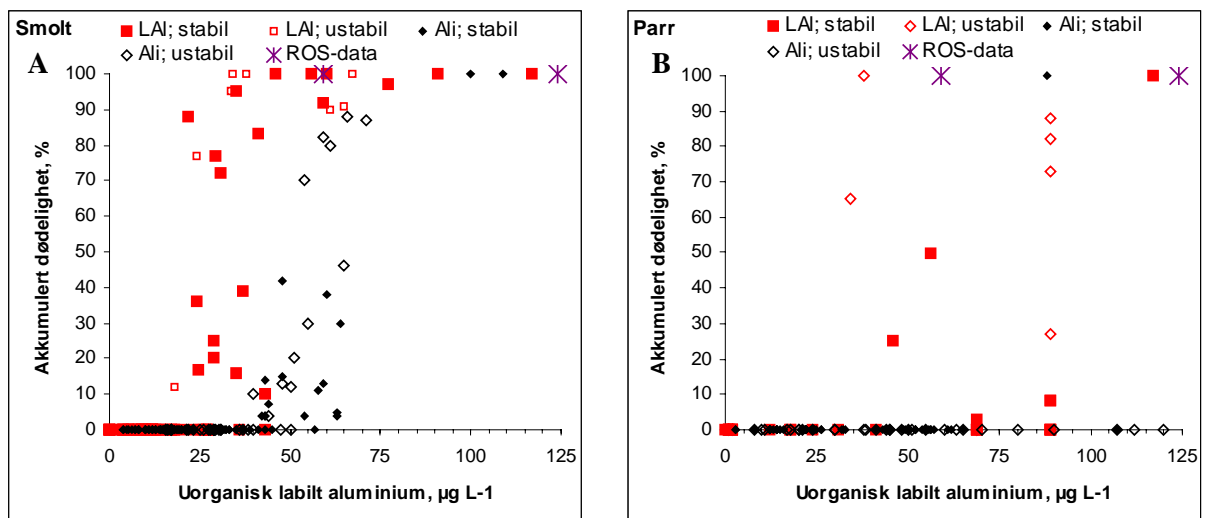 Smolt
LAl; stabil
LAl; ustabil
Ali; stabil
Ali; ustabil
ROS-data
A
Akkumulert dødelighet, %
100
90
80
70
60
50
40
30
20
10
0
0 25 50 75 100 125
Uorganisk labilt aluminium, µg L-1
Parr
LAl; stabil
LAl; ustabil
Ali; stabil
Ali; ustabil
ROS-data
B
Akkumulert dødelighet, %
100
90
80
70
60
50
40
30
20
10
0
0 25 50 75 100 125
Uorganisk labilt aluminium, µg L-1